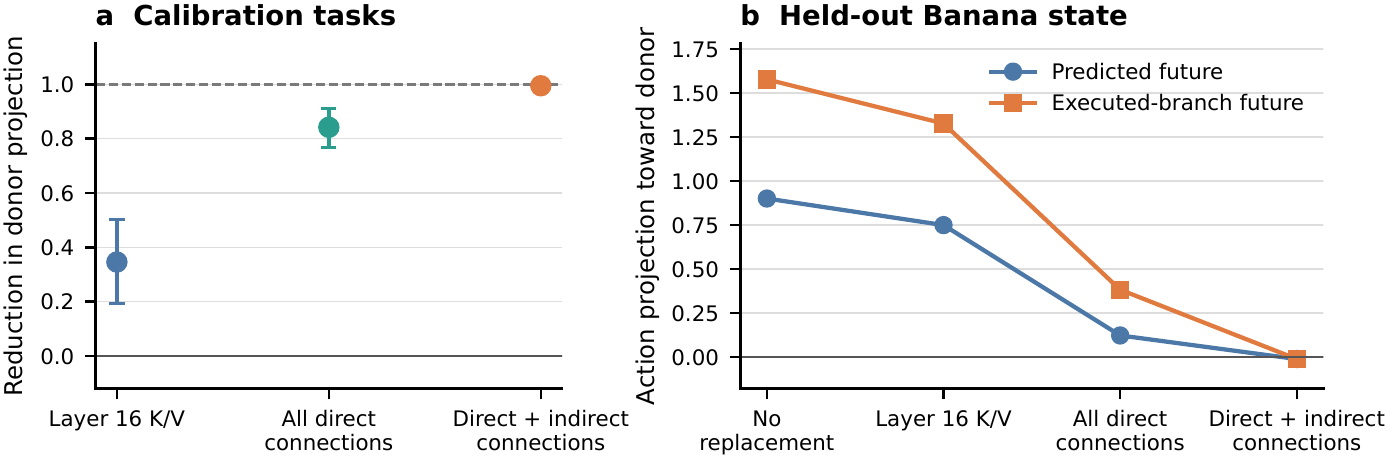 a Calibration tasks
Reduction in donor projection
1.0
0.8
0.6
0.4
0.2
0.0
Layer 16 K/V
All direct
connections
Direct + indirect
connections
b Held-out Banana state
Action projection toward donor
1.75
1.50
1.25
1.00
0.75
0.50
0.25
0.00
Predicted future
Executed-branch future
No
replacement
Layer 16 K/V
All direct
connections
Direct + indirect
connections